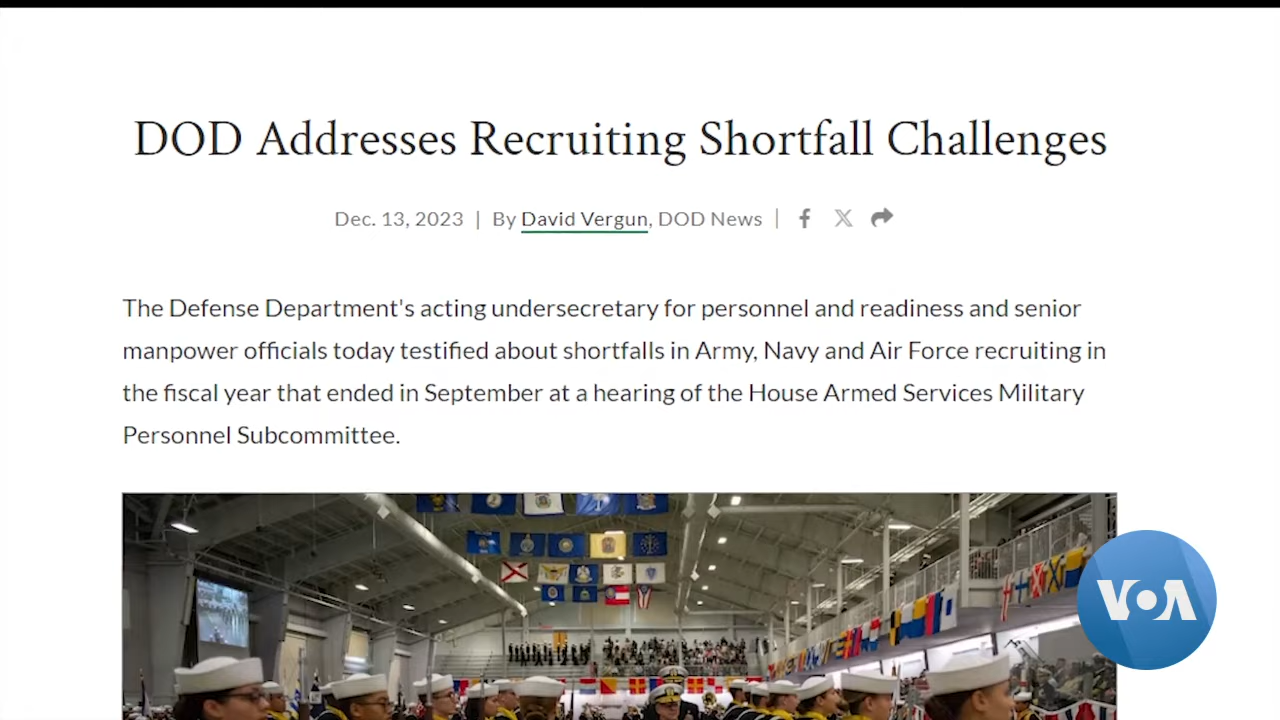 DOD Addresses Recruiting Shortfall Challenges
Dec. 13, 2023 | By David Vergun, DOD News |
The Defense Department's acting undersecretary for personnel and readiness and senior
manpower officials today testified about shortfalls in Army, Navy and Air Force recruiting in
the fiscal year that ended in September at a hearing of the House Armed Services Military
Personnel Subcommittee.
VOA